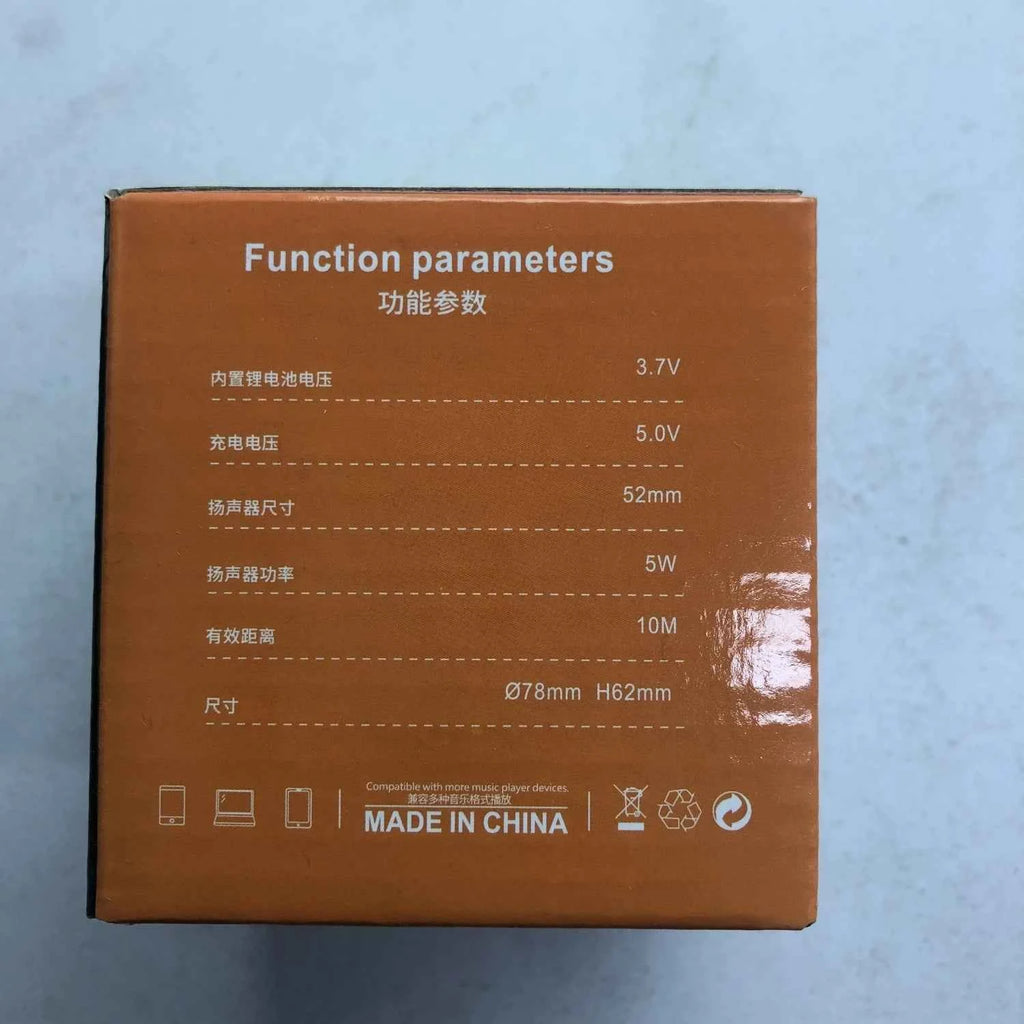 Function parameters
功能参数
内置锂电池电压 3.7V
充电电压 5.0V
扬声器尺寸 52mm
扬声器功率 5W
有效距离 10M
尺寸 Ø78mm H62mm
Compatible with more music player devices.
兼容多种音乐格式播放
MADE IN CHINA